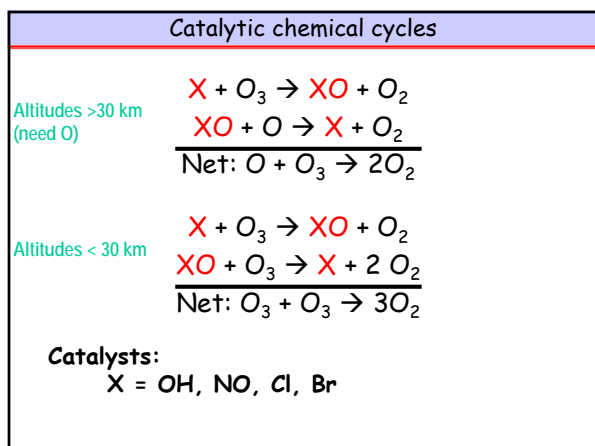 Catalytic chemical cycles
X + O₃ → XO + O₂
Altitudes >30 km
(need O)
XO + O → X + O₂
Net: O + O₃ → 2O₂
X + O₃ → XO + O₂
Altitudes < 30 km
XO + O₃ → X + 2 O₂
Net: O₃ + O₃ → 3O₂
Catalysts:
X = OH, NO, Cl, Br